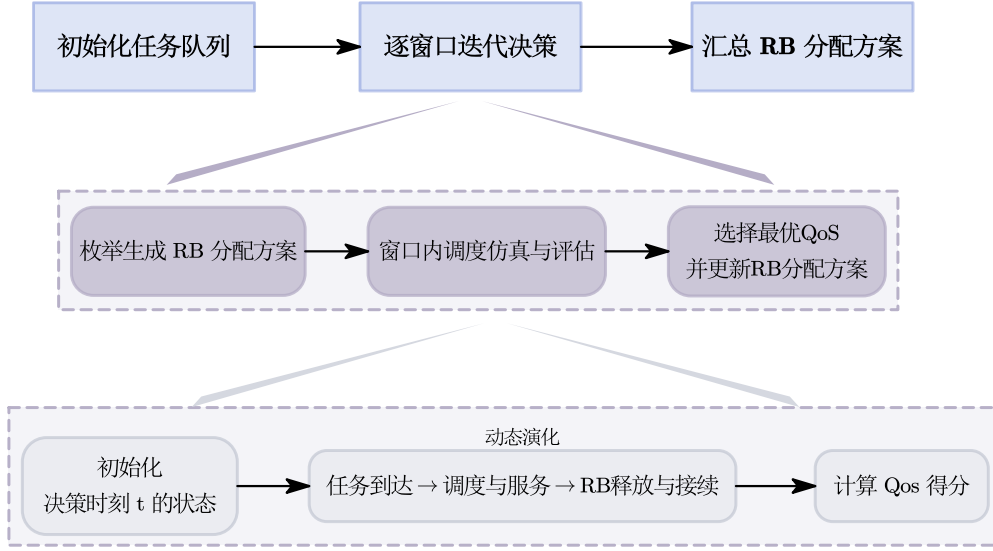 初始化任务队列
逐窗口迭代决策
汇总 RB 分配方案
枚举生成 RB 分配方案
窗口内调度仿真与评估
选择最优QoS
并更新RB分配方案
动态演化
初始化
决策时刻 t 的状态
任务到达→调度与服务→RB释放与接续
计算 Qos 得分